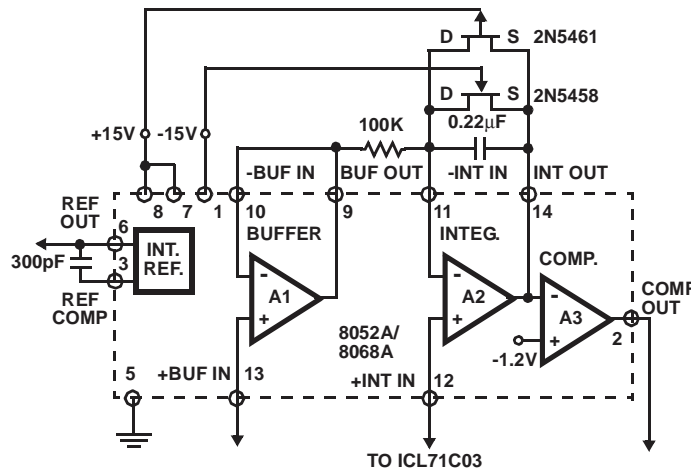 D S 2N5461
D S 2N5458
+15V -15V
100K
0.22µF
-BUF IN BUF OUT -INT IN INT OUT
REF OUT
8 7 1 10 9 11 14
6
INT. REF.
BUFFER
INTEG.
COMP.
300pF
3
REF COMP
-
A1
+
-
A2
+
-
A3
+
COMP OUT
2
8052A/
8068A
-1.2V
5
+BUF IN 13
+INT IN 12
TO ICL71C03